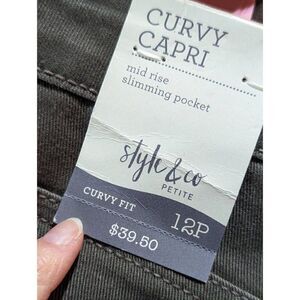 CURVY
CAPRI
mid rise
slimming pocket
style & co
PETITE
CURVY FIT
12P
$39.50